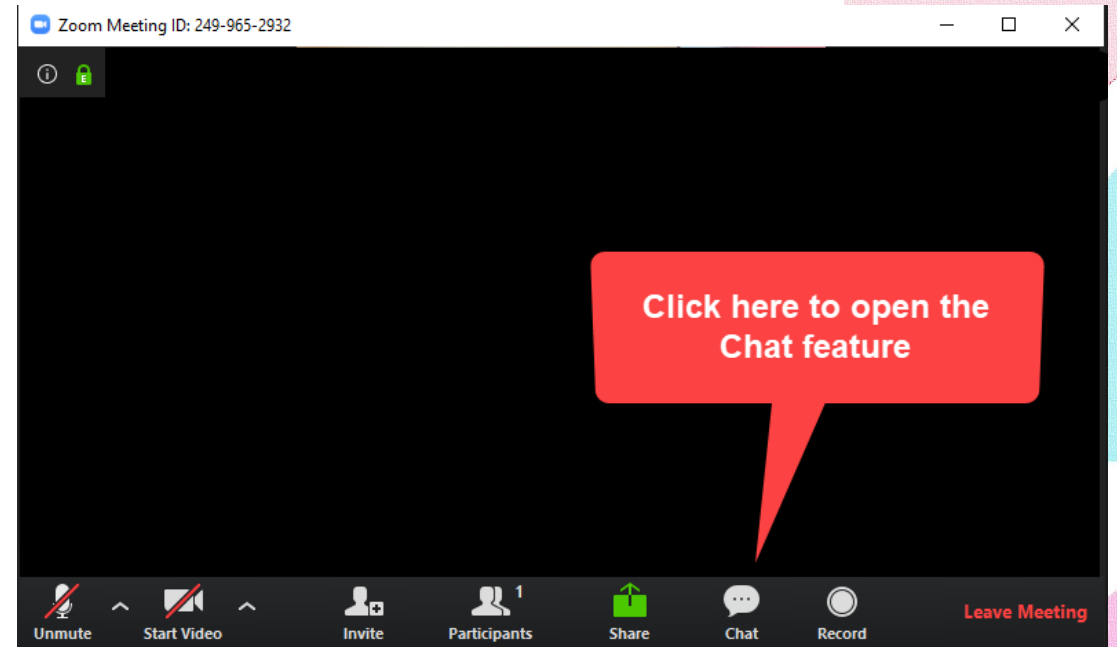 Zoom Meeting ID: 249-965-2932
E
Click here to open the
Chat feature
1
Unmute
Start Video
Invite
Participants
Share
Chat
Record
Leave Meeting